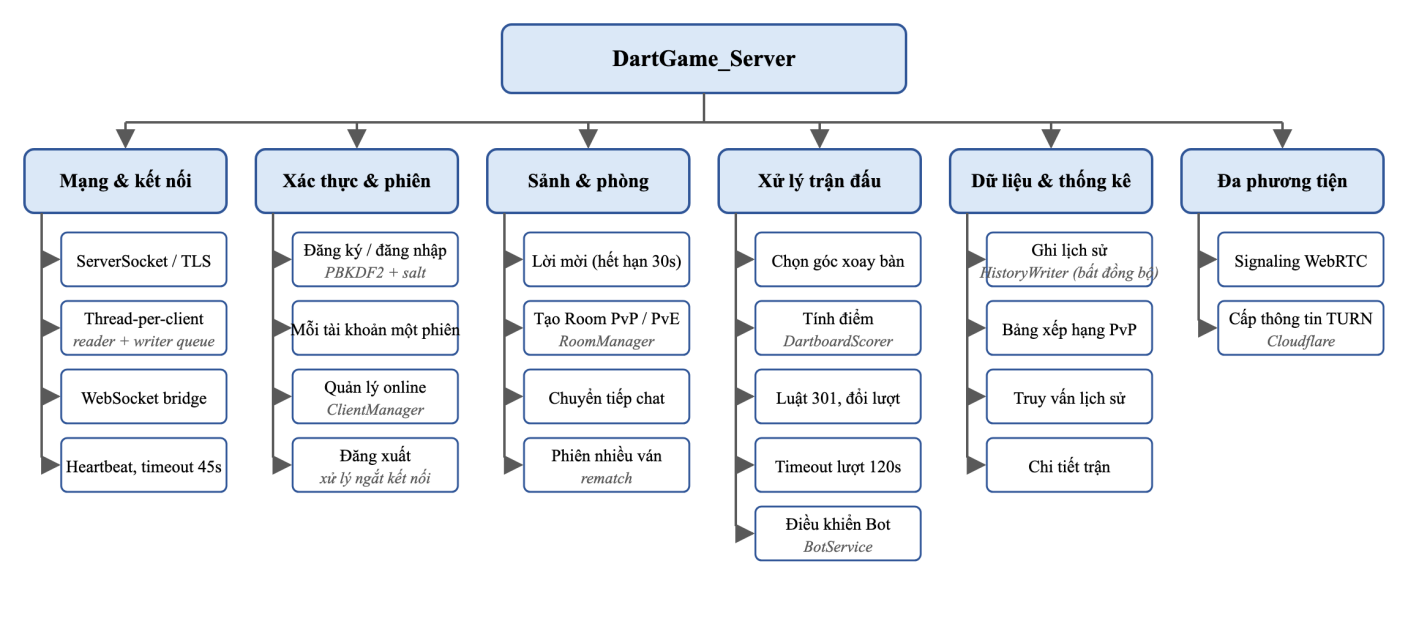 DartGame_Server
Mạng & kết nối
ServerSocket / TLS
Thread-per-client
reader + writer queue
WebSocket bridge
Heartbeat, timeout 45s
Xác thực & phiên
Đăng ký / đăng nhập
PBKDF2 + salt
Mỗi tài khoản một phiên
Quản lý online
ClientManager
Đăng xuất
xử lý ngắt kết nối
Sảnh & phòng
Lời mời (hết hạn 30s)
Tạo Room PvP / PvE
RoomManager
Chuyển tiếp chat
Phiên nhiều ván
rematch
Xử lý trận đấu
Chọn góc xoay bàn
Tính điểm
DartboardScorer
Luật 301, đổi lượt
Timeout lượt 120s
Điều khiển Bot
BotService
Dữ liệu & thống kê
Ghi lịch sử
HistoryWriter (bất đồng bộ)
Bảng xếp hạng PvP
Truy vấn lịch sử
Chi tiết trận
Đa phương tiện
Signaling WebRTC
Cấp thông tin TURN
Cloudflare